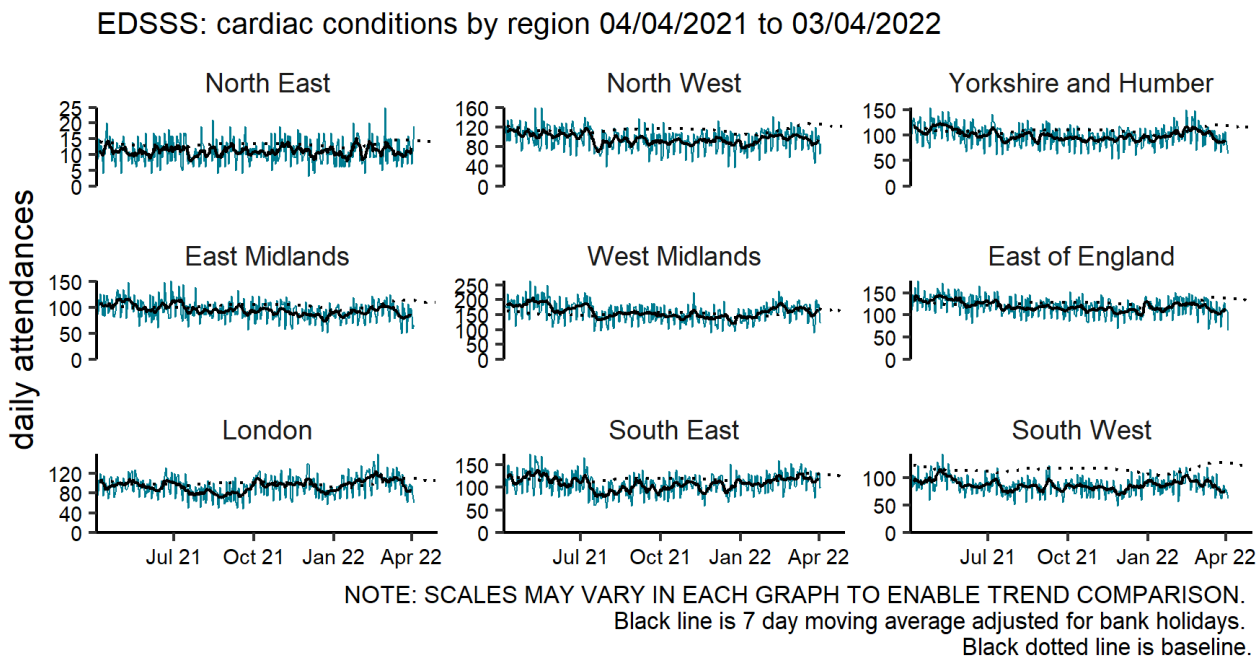 EDSSS: cardiac conditions by region 04/04/2021 to 03/04/2022
North East
North West
Yorkshire and Humber
25
20
15
10
5
0
160
120
80
40
0
150
100
50
0
daily attendances
East Midlands
West Midlands
East of England
150
100
50
0
250
200
150
100
50
0
150
100
50
0
London
South East
South West
120
80
40
0
150
100
50
0
100
50
0
Jul 21 Oct 21 Jan 22 Apr 22
Jul 21 Oct 21 Jan 22 Apr 22
Jul 21 Oct 21 Jan 22 Apr 22
NOTE: SCALES MAY VARY IN EACH GRAPH TO ENABLE TREND COMPARISON.
Black line is 7 day moving average adjusted for bank holidays.
Black dotted line is baseline.